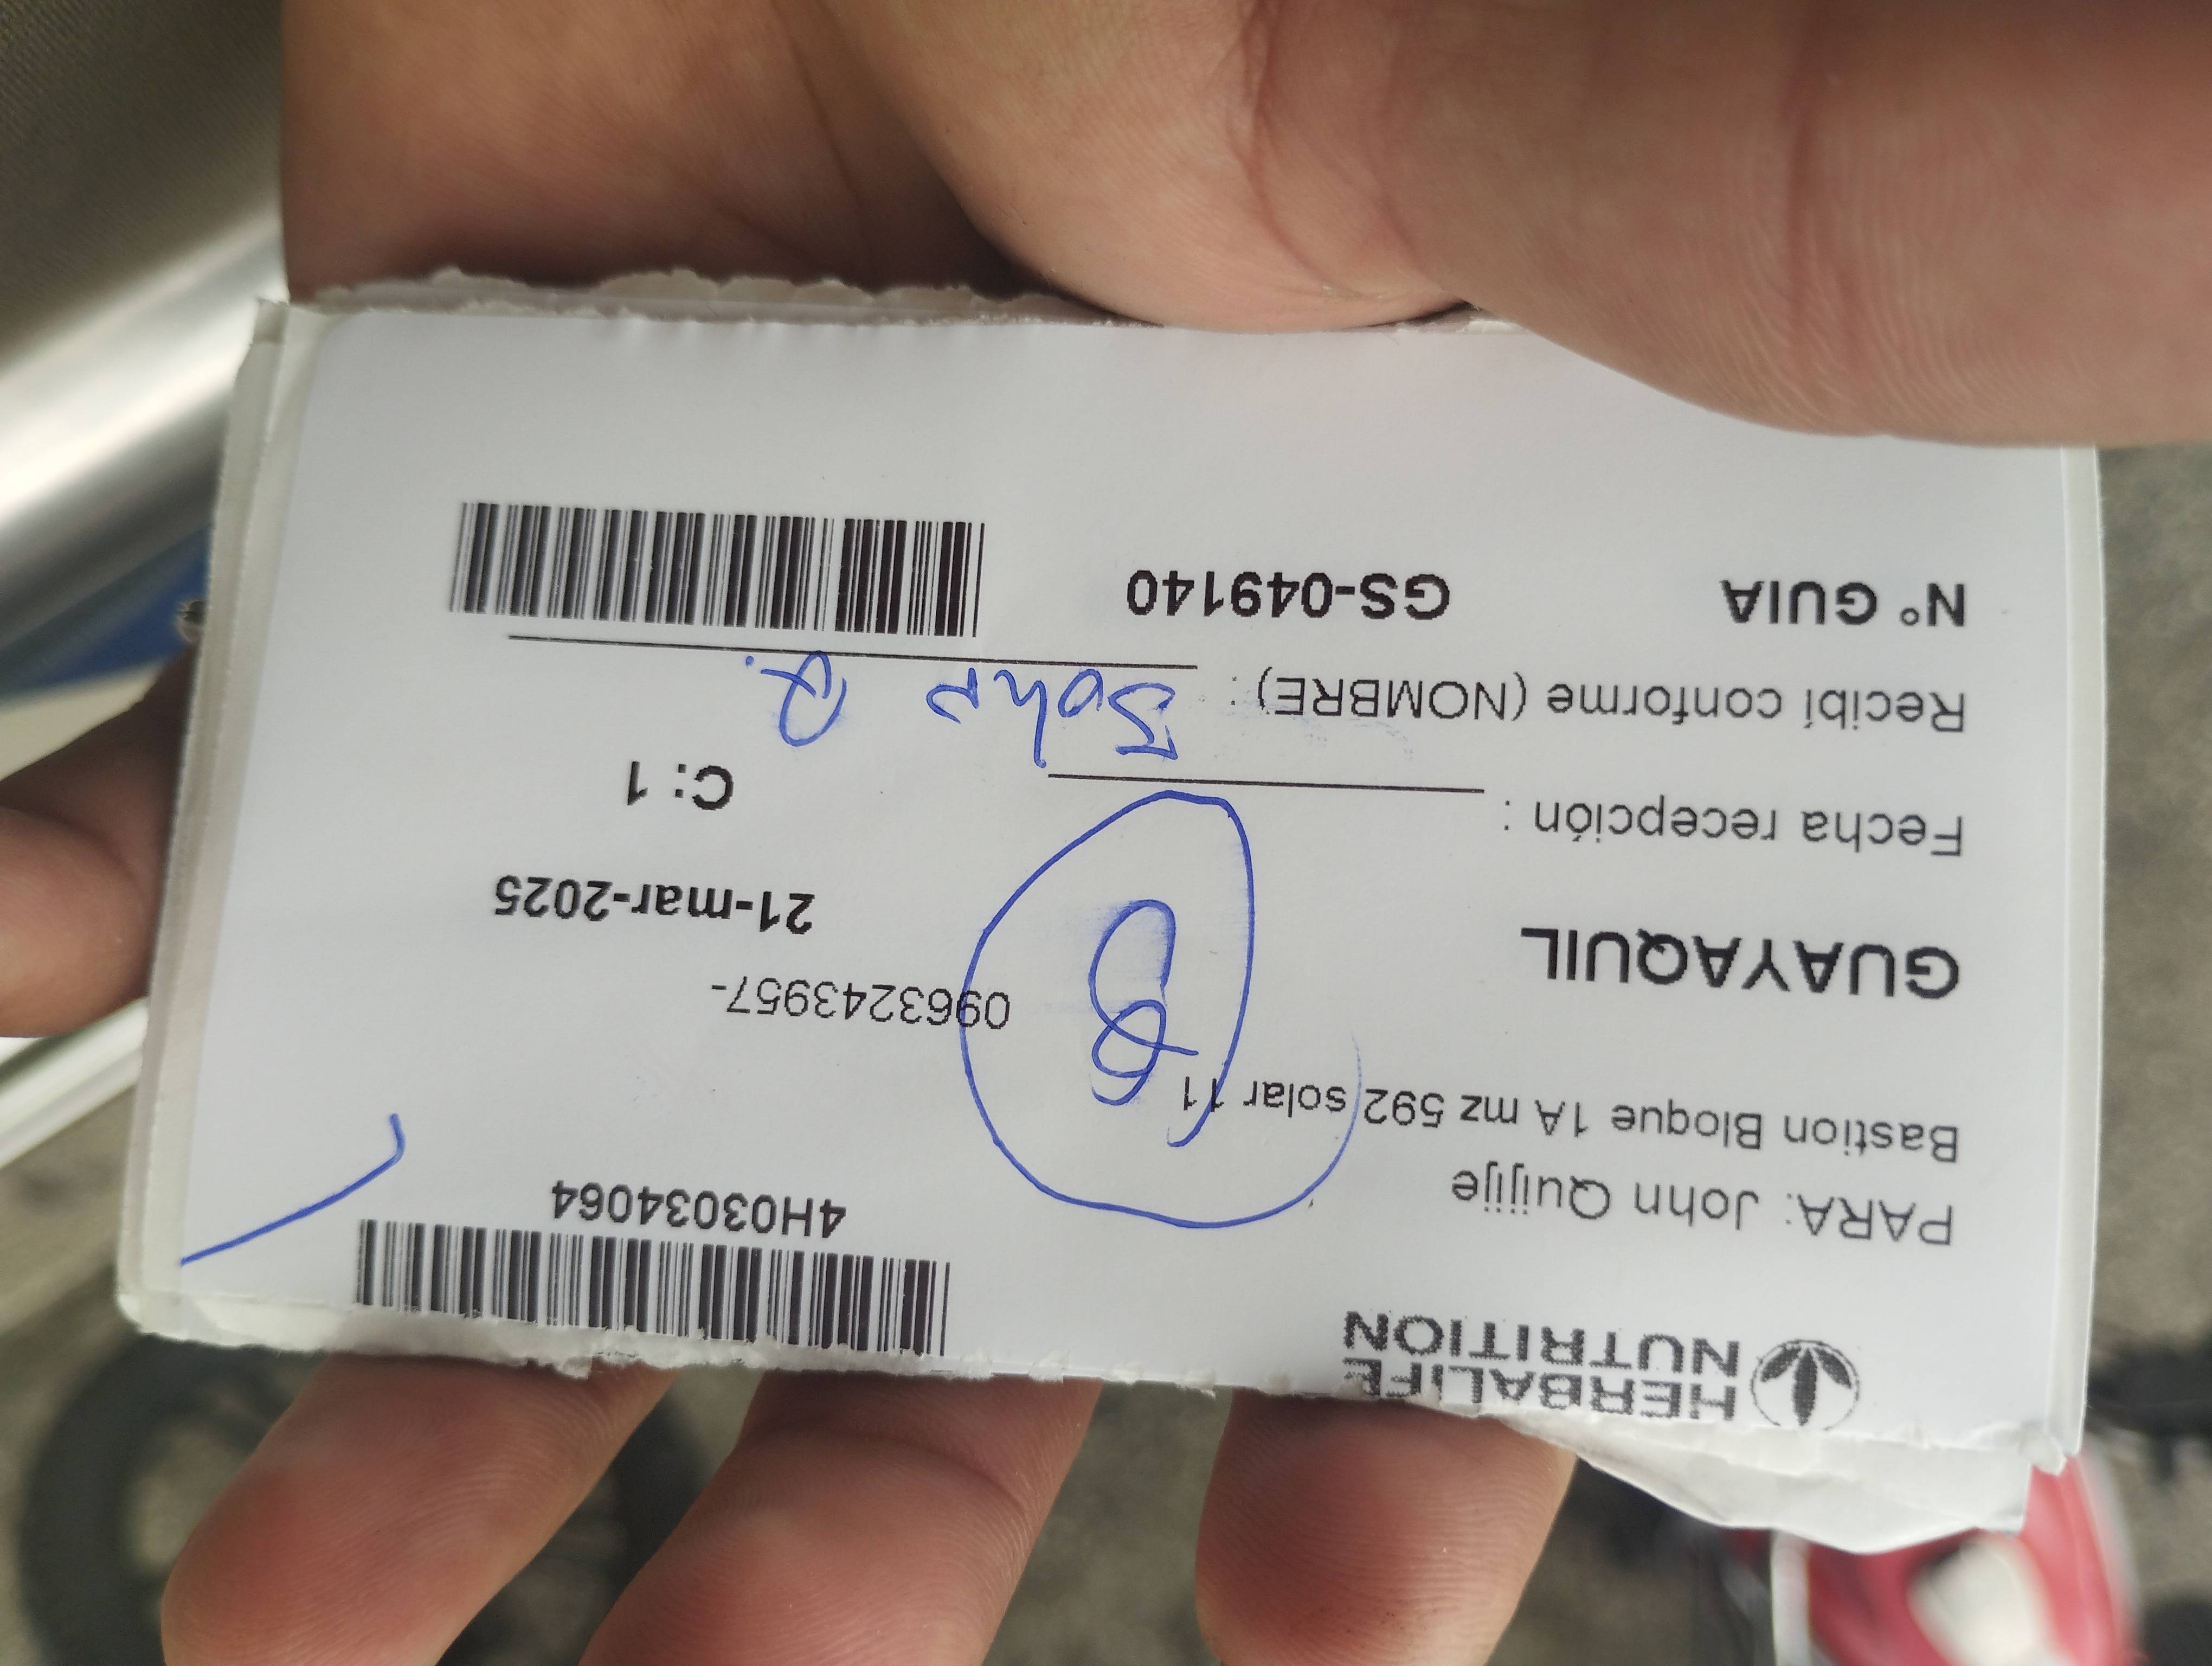 HERBALIFE
NUTRITION
4H03034064
PARA: John Quijije
Bastion Bloque 1A mz 592 solar 11
0963243957-
GUAYAQUIL
21-mar-2025
Fecha recepción :
C: 1
Recibí conforme (NOMBRE) : John Q.
N° GUIA GS-049140